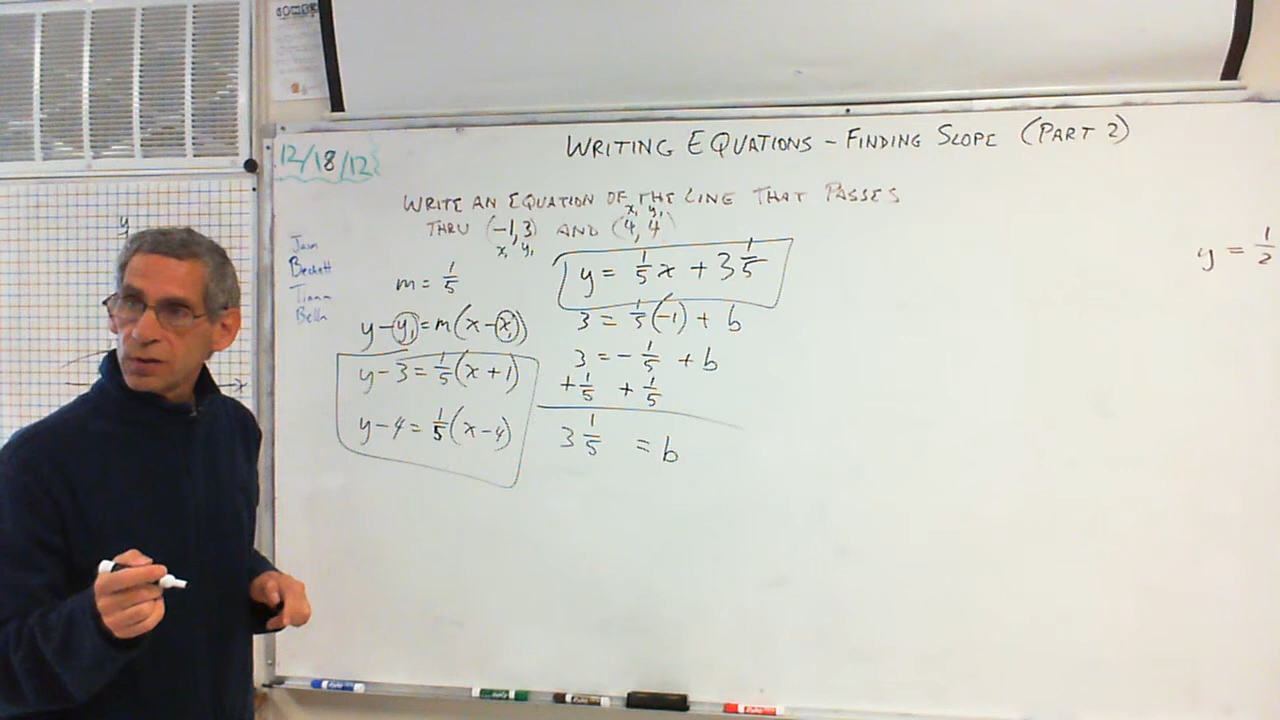 12/18/12
WRITING EQUATIONS - FINDING SLOPE (PART 2)
WRITE AN EQUATION OF THE LINE THAT PASSES
x₁ y₁
THRU (-1,3) AND (4,4)
x₁ y₁
Jason
Beckett
Tiana
Bella
m = 1/5
y - y₁ = m(x - x₁)
y - 3 = 1/5(x + 1)
y - 4 = 1/5(x - 4)
y = 1/5x + 3 1/5
3 = 1/5(-1) + b
3 = -1/5 + b
+1/5 +1/5
3 1/5 = b
y = 1/2
y
x